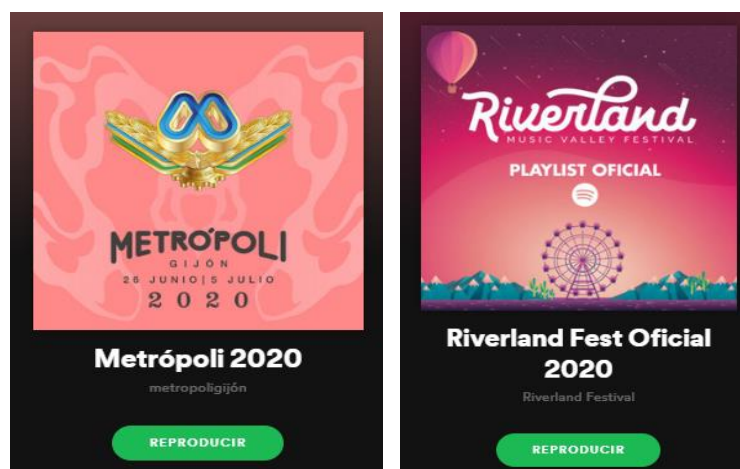 METRÓPOLI
GIJÓN
26 JUNIO|5 JULIO
2020
Metrópoli 2020
metropoligijón
REPRODUCIR
Riverland
MUSIC VALLEY FESTIVAL
PLAYLIST OFICIAL
Riverland Fest Oficial
2020
Riverland Festival
REPRODUCIR